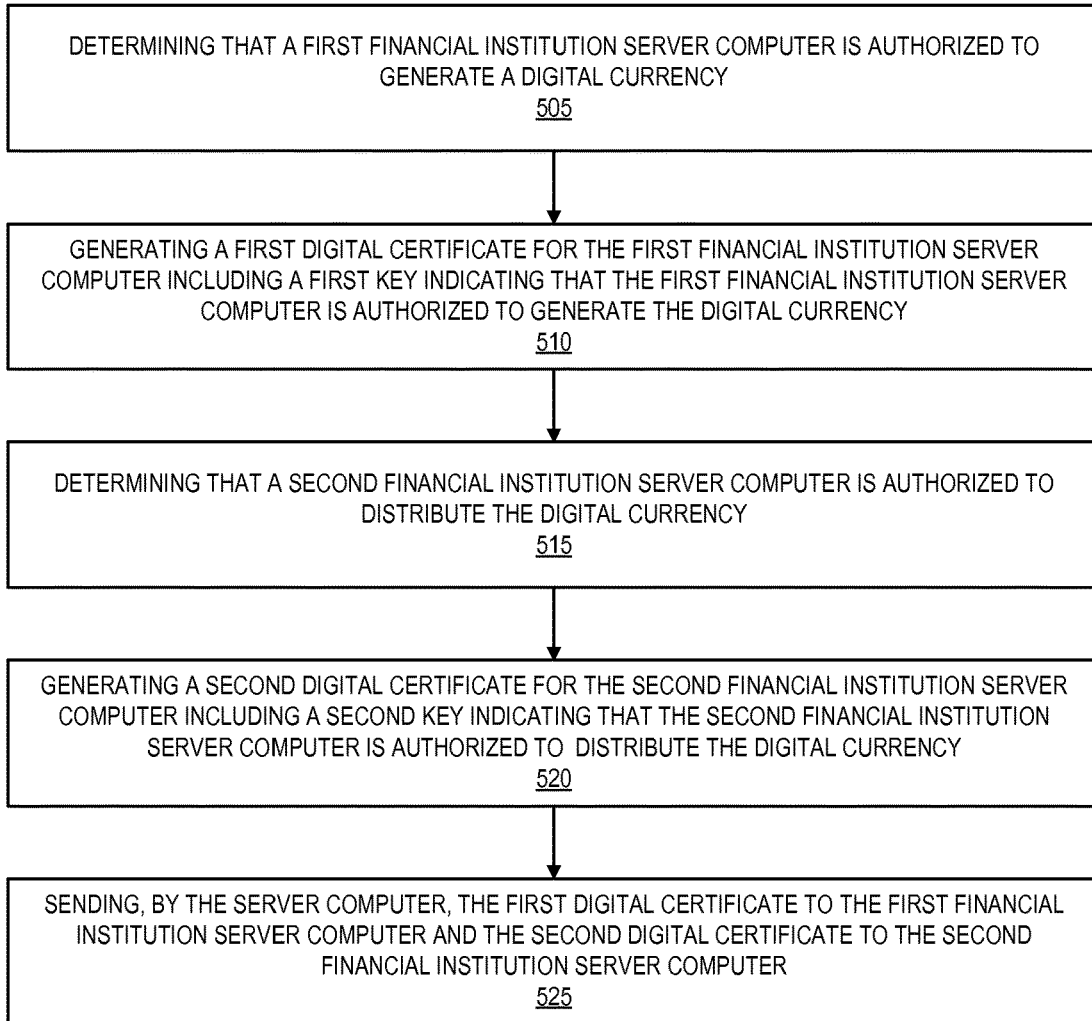 DETERMINING THAT A FIRST FINANCIAL INSTITUTION SERVER COMPUTER IS AUTHORIZED TO
GENERATE A DIGITAL CURRENCY
505
GENERATING A FIRST DIGITAL CERTIFICATE FOR THE FIRST FINANCIAL INSTITUTION SERVER
COMPUTER INCLUDING A FIRST KEY INDICATING THAT THE FIRST FINANCIAL INSTITUTION SERVER
COMPUTER IS AUTHORIZED TO GENERATE THE DIGITAL CURRENCY
510
DETERMINING THAT A SECOND FINANCIAL INSTITUTION SERVER COMPUTER IS AUTHORIZED TO
DISTRIBUTE THE DIGITAL CURRENCY
515
GENERATING A SECOND DIGITAL CERTIFICATE FOR THE SECOND FINANCIAL INSTITUTION SERVER
COMPUTER INCLUDING A SECOND KEY INDICATING THAT THE SECOND FINANCIAL INSTITUTION
SERVER COMPUTER IS AUTHORIZED TO DISTRIBUTE THE DIGITAL CURRENCY
520
SENDING, BY THE SERVER COMPUTER, THE FIRST DIGITAL CERTIFICATE TO THE FIRST FINANCIAL
INSTITUTION SERVER COMPUTER AND THE SECOND DIGITAL CERTIFICATE TO THE SECOND
FINANCIAL INSTITUTION SERVER COMPUTER
525